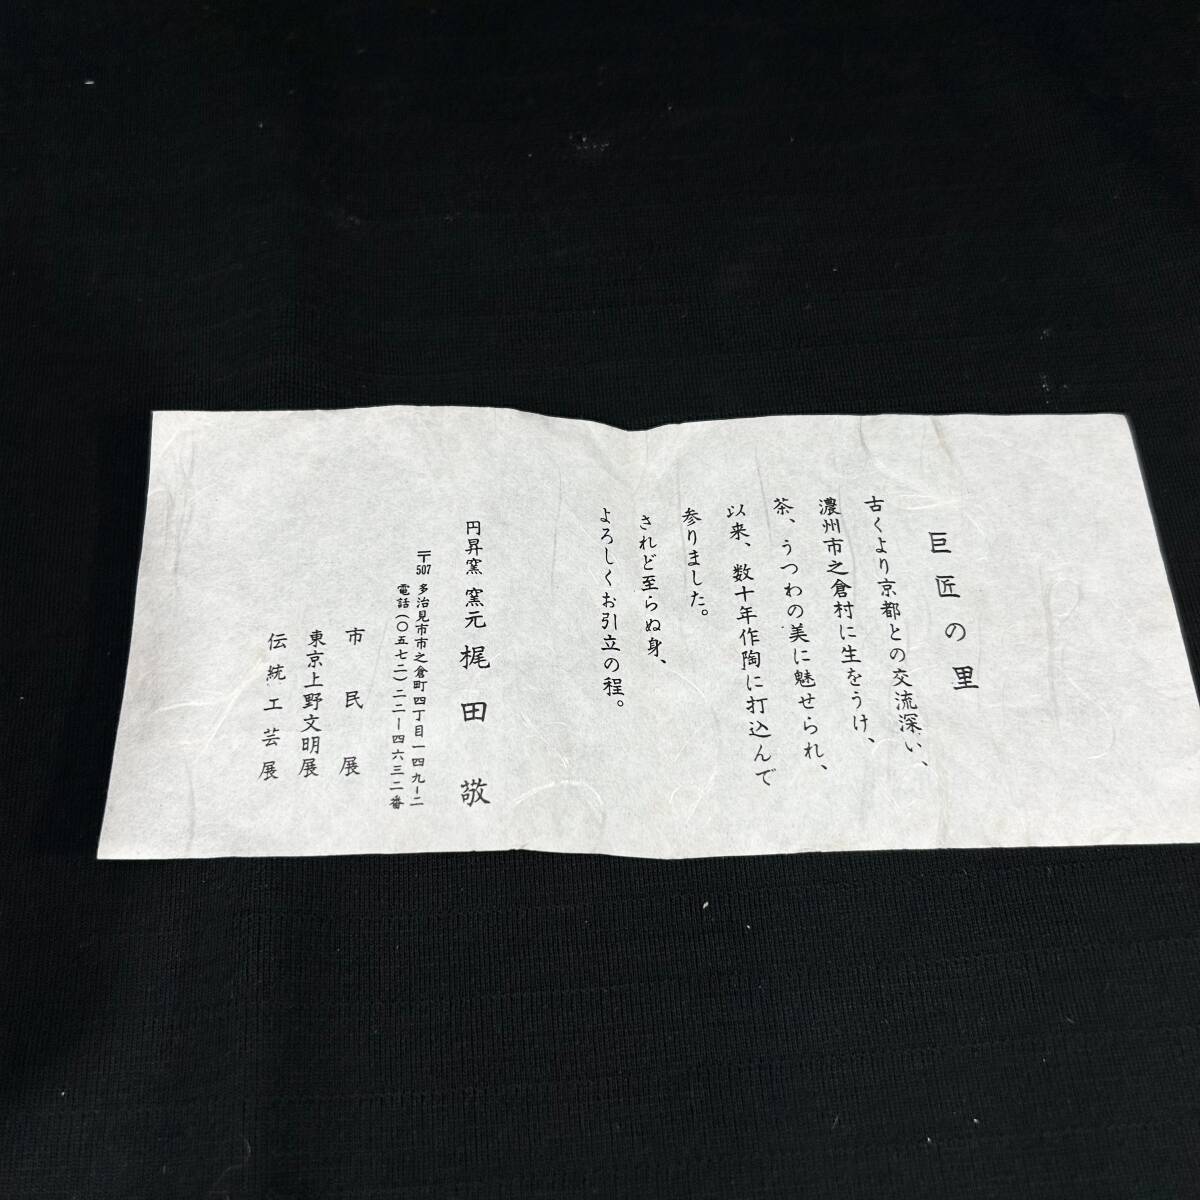 巨匠の里
古くより京都との交流深い、
濃州市之倉村に生をうけ、
茶、うつわの美に魅せられ、
以来、数十年作陶に打込んで
参りました。
されど至らぬ身、
よろしくお引立の程。
円昇窯 窯元 梶田 敬
〒507 多治見市市之倉町四丁目一四九ー二
電話(〇五七二)二二ー四六三二番
市民展
東京上野文明展
伝統工芸展